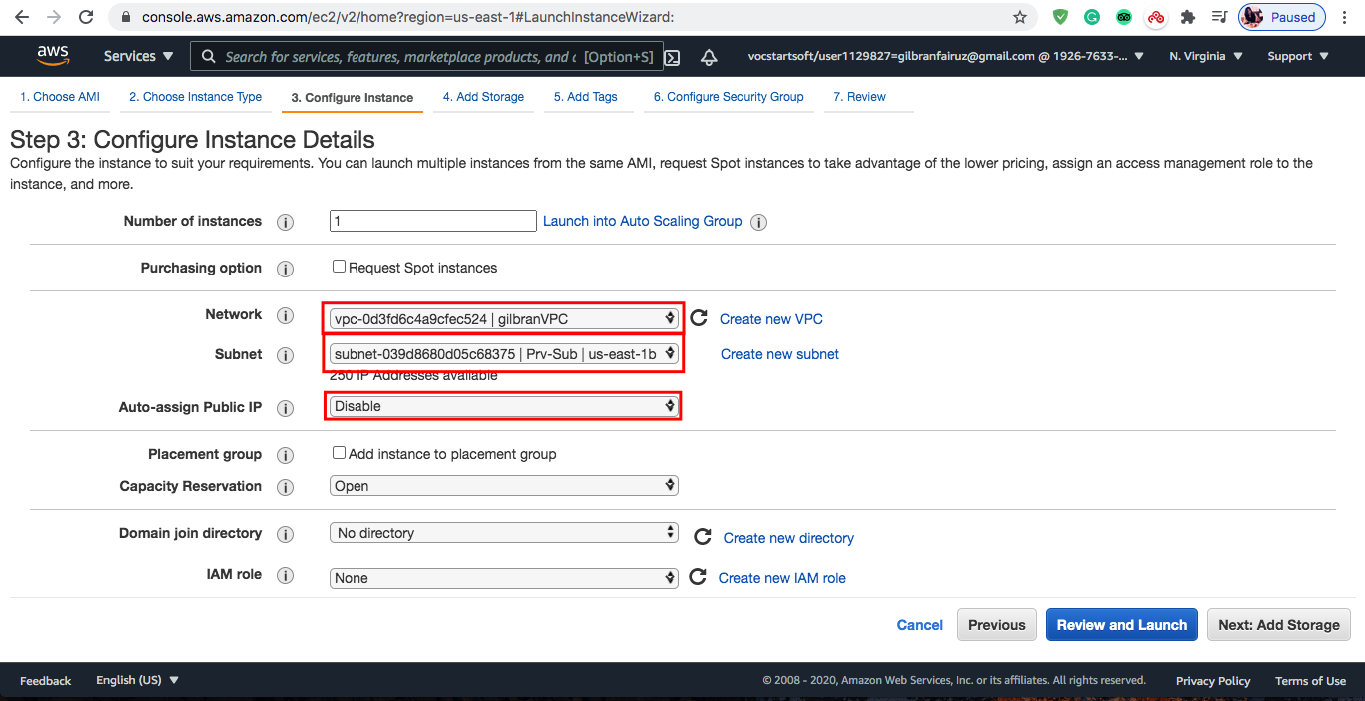 console.aws.amazon.com/ec2/v2/home?region=us-east-1#LaunchInstanceWizard:
Paused
aws
Services
Search for services, features, marketplace products, and
[Option+S]
vocstartsoft/user1129827=gilbranfairuz@gmail.com @ 1926-7633-...
N. Virginia
Support
1. Choose AMI
2. Choose Instance Type
3. Configure Instance
4. Add Storage
5. Add Tags
6. Configure Security Group
7. Review
Step 3: Configure Instance Details
Configure the instance to suit your requirements. You can launch multiple instances from the same AMI, request Spot instances to take advantage of the lower pricing, assign an access management role to the
instance, and more.
Number of instances
1
Launch into Auto Scaling Group
Purchasing option
Request Spot instances
Network
vpc-0d3fd6c4a9cfec524 | gilbranVPC
Create new VPC
Subnet
subnet-039d8680d05c68375 | Prv-Sub | us-east-1b
Create new subnet
250 IP Addresses available
Auto-assign Public IP
Disable
Placement group
Add instance to placement group
Capacity Reservation
Open
Domain join directory
No directory
Create new directory
IAM role
None
Create new IAM role
Cancel
Previous
Review and Launch
Next: Add Storage
Feedback
English (US)
© 2008 - 2020, Amazon Web Services, Inc. or its affiliates. All rights reserved.
Privacy Policy
Terms of Use